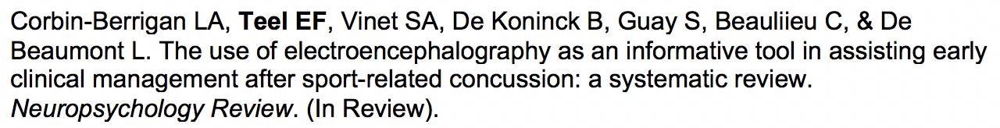 Corbin-Berrigan LA, Teel EF, Vinet SA, De Koninck B, Guay S, Beauliieu C, & De
Beaumont L. The use of electroencephalography as an informative tool in assisting early
clinical management after sport-related concussion: a systematic review.
Neuropsychology Review. (In Review).